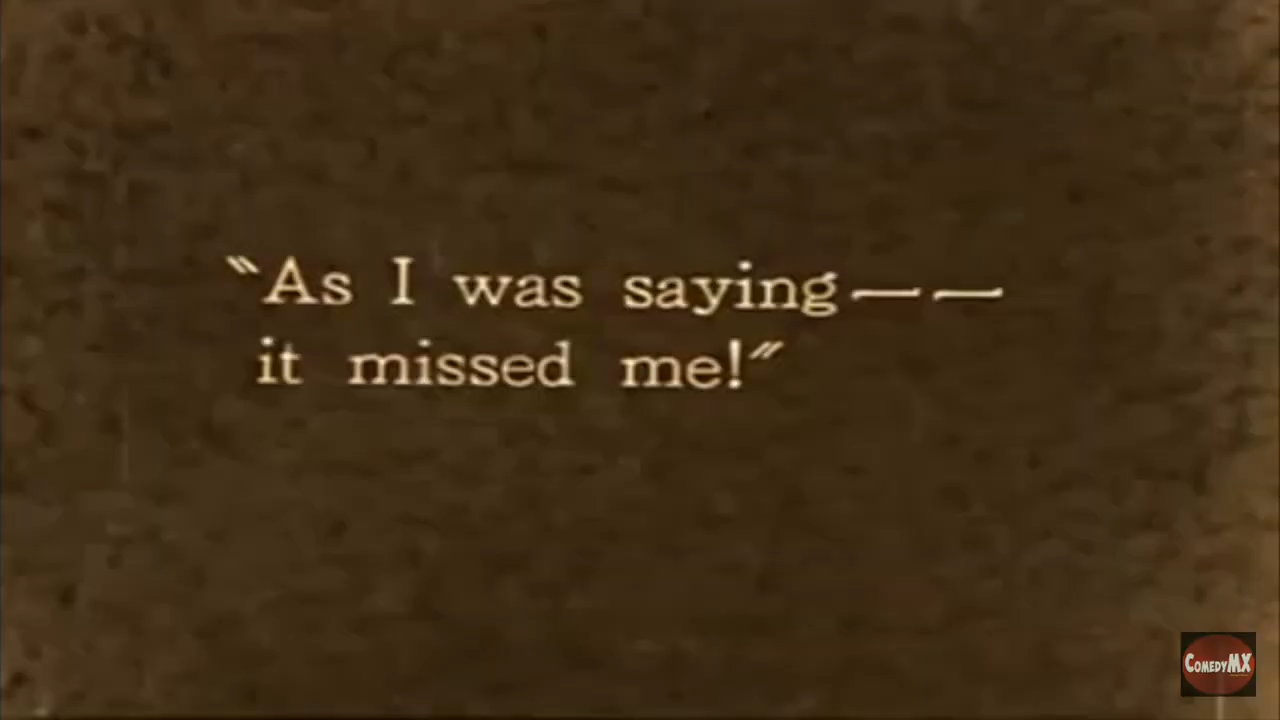 "As I was saying——
it missed me!"
COMEDYMX